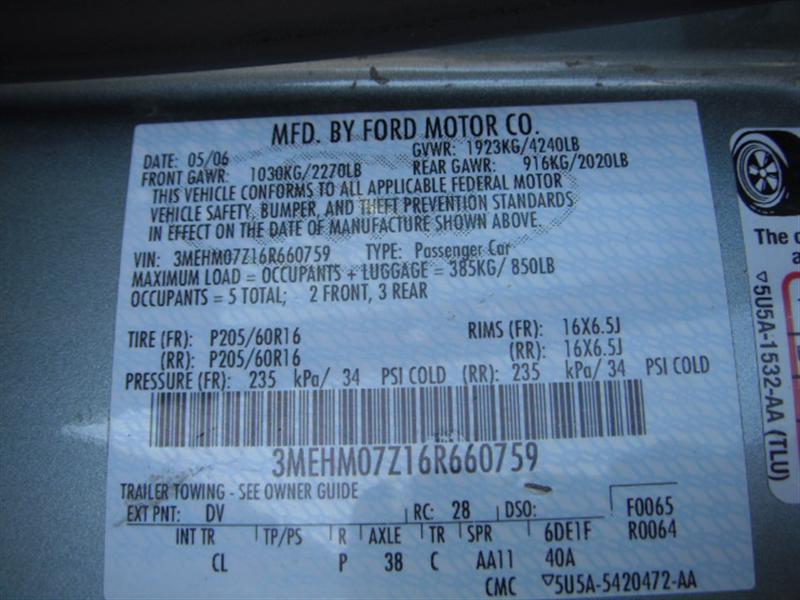 MFD. BY FORD MOTOR CO.
DATE: 05/06 GVWR: 1923KG/4240LB
FRONT GAWR: 1030KG/2270LB REAR GAWR: 916KG/2020LB
THIS VEHICLE CONFORMS TO ALL APPLICABLE FEDERAL MOTOR
VEHICLE SAFETY, BUMPER, AND THEFT PREVENTION STANDARDS
IN EFFECT ON THE DATE OF MANUFACTURE SHOWN ABOVE.
VIN: 3MEHM07Z16R660759 TYPE: Passenger Car
MAXIMUM LOAD = OCCUPANTS + LUGGAGE = 385KG/ 850LB
OCCUPANTS = 5 TOTAL; 2 FRONT, 3 REAR
TIRE (FR): P205/60R16 RIMS (FR): 16X6.5J
(RR): P205/60R16 (RR): 16X6.5J
PRESSURE (FR): 235 kPa/ 34 PSI COLD (RR): 235 kPa/ 34 PSI COLD
3MEHM07Z16R660759
TRAILER TOWING - SEE OWNER GUIDE
EXT PNT: DV RC: 28 DSO: F0065
INT TR TP/PS R AXLE TR SPR 6DE1F R0064
CL P 38 C AA11 40A
CMC ▽5U5A-5420472-AA
The
▽5U5A-1532-AA (TLU)